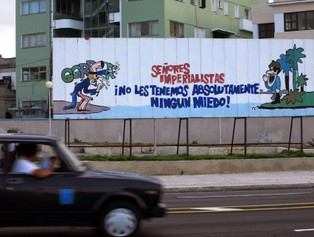 SEÑORES
IMPERIALISTAS
¡NO LES TENEMOS ABSOLUTAMENTE
NINGUN MIEDO!